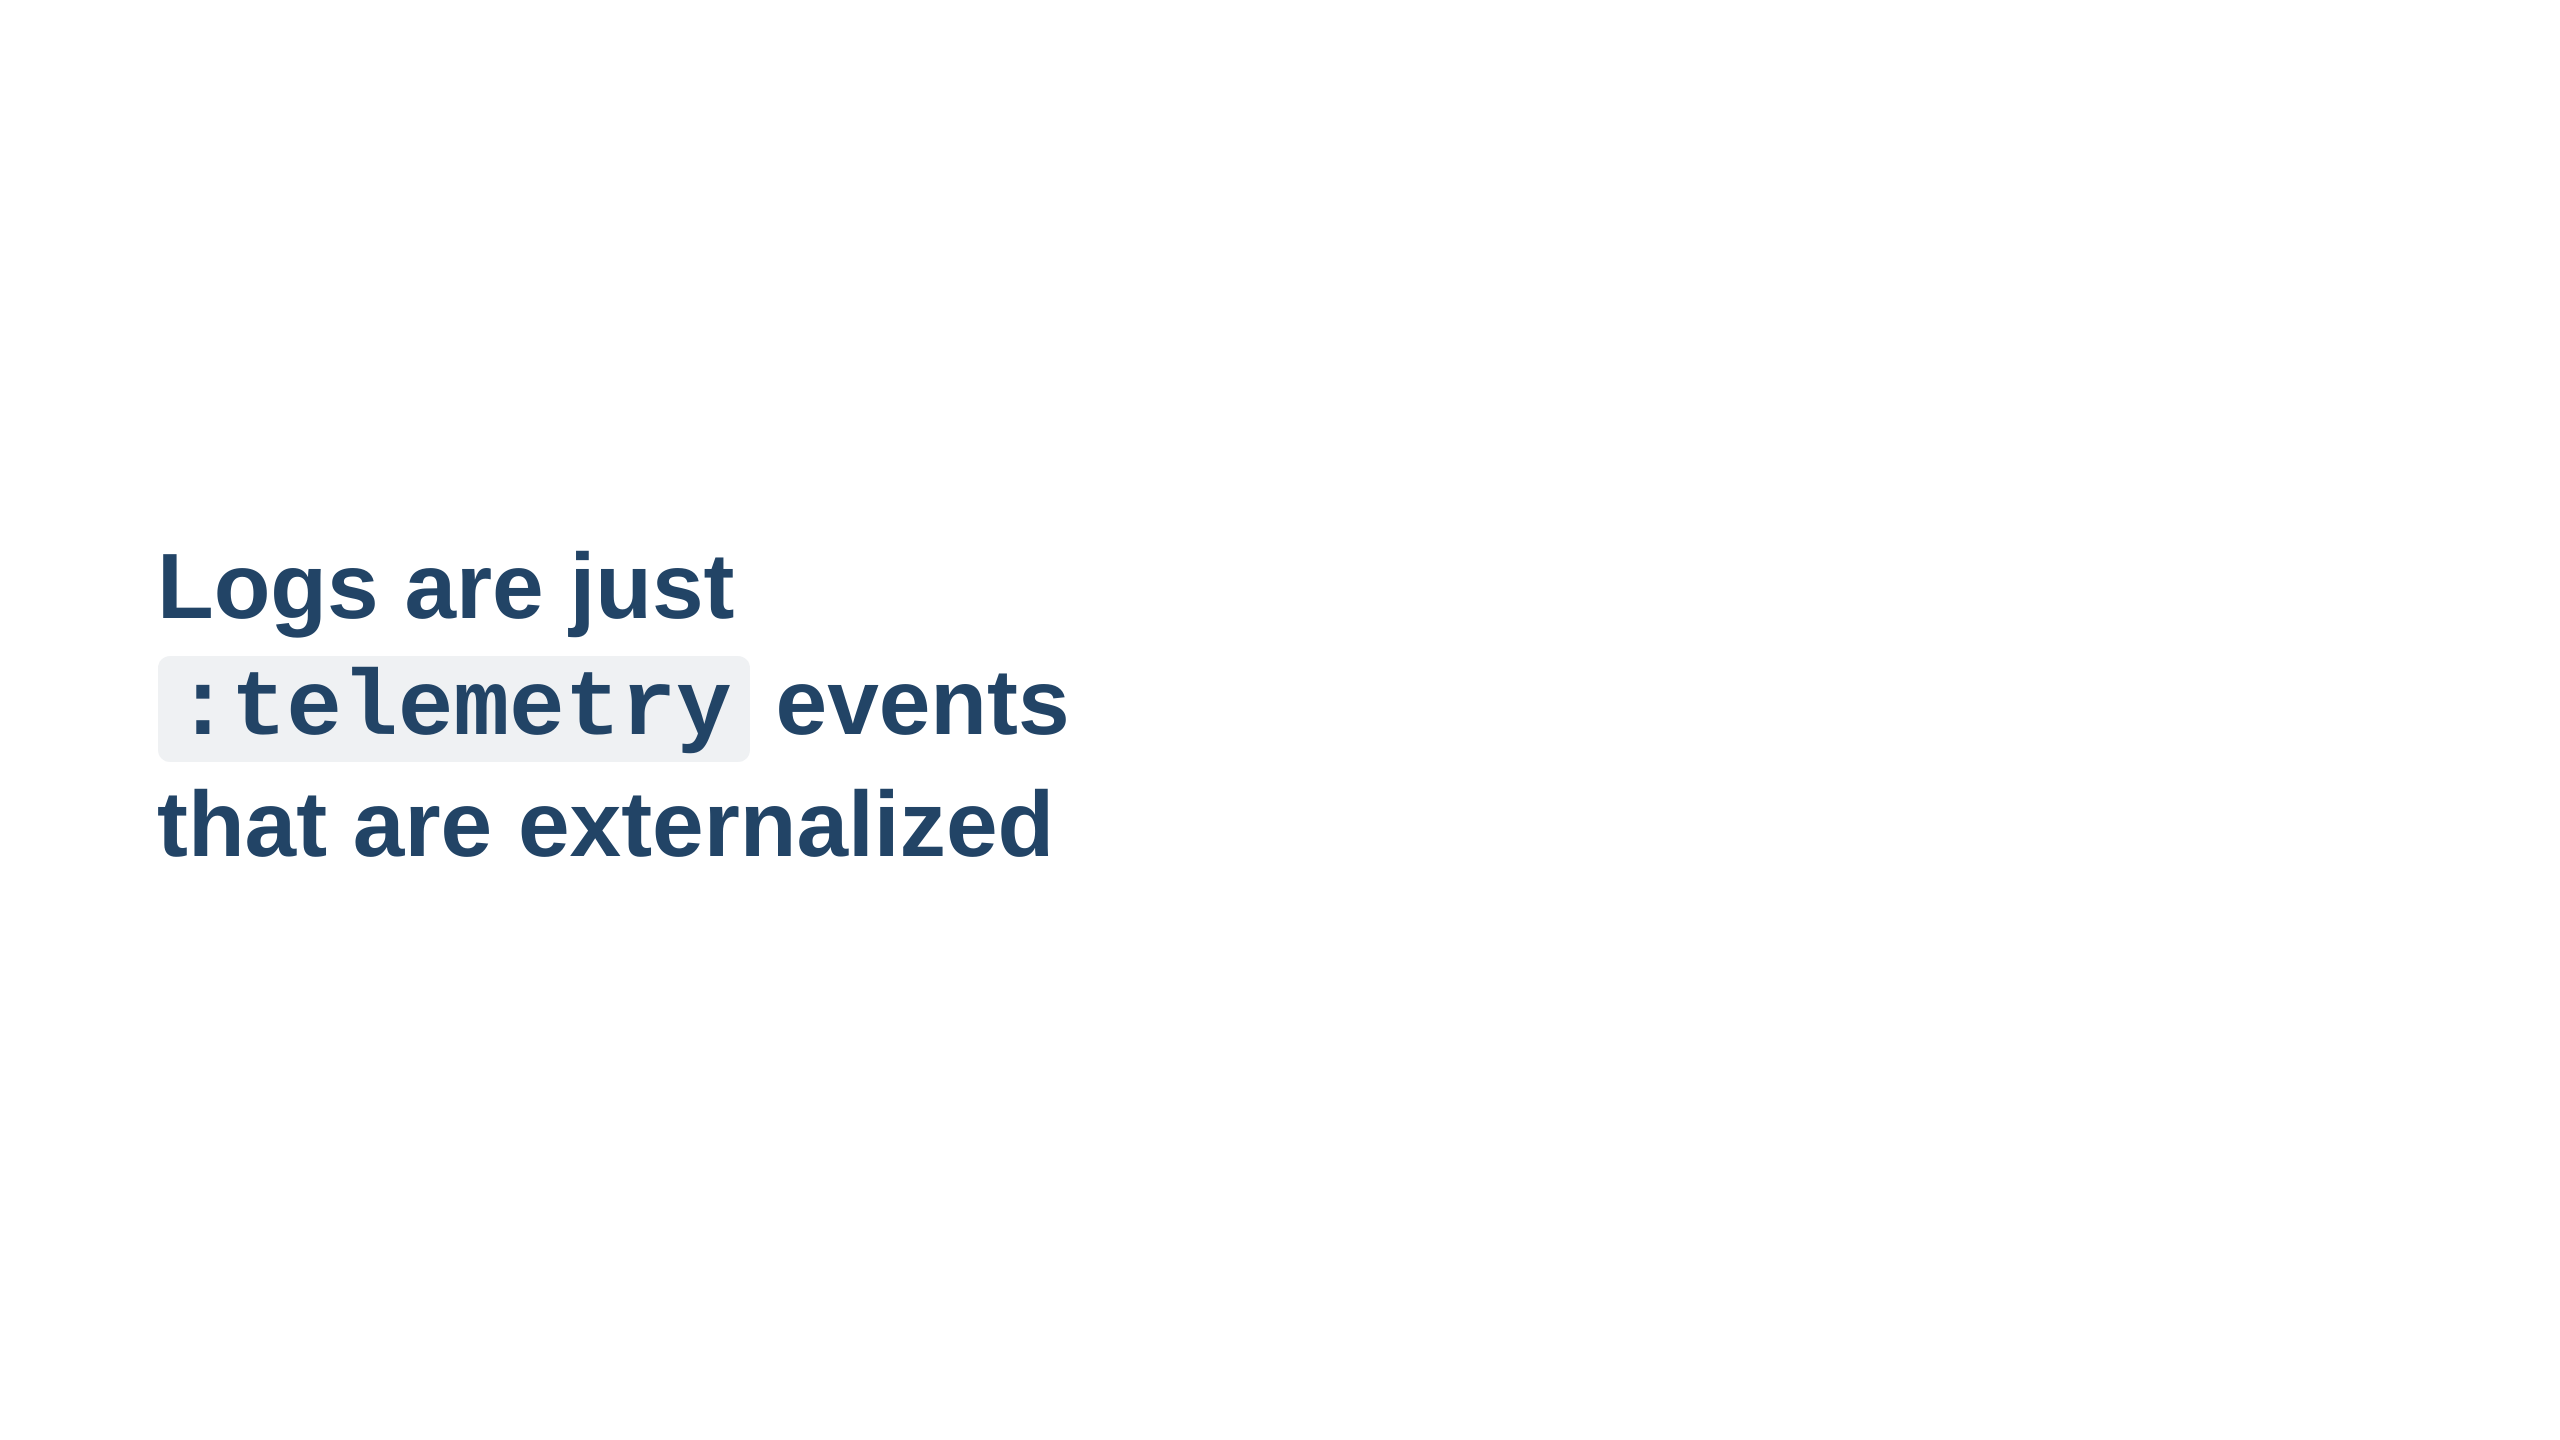 Logs are just
:telemetry events
that are externalized